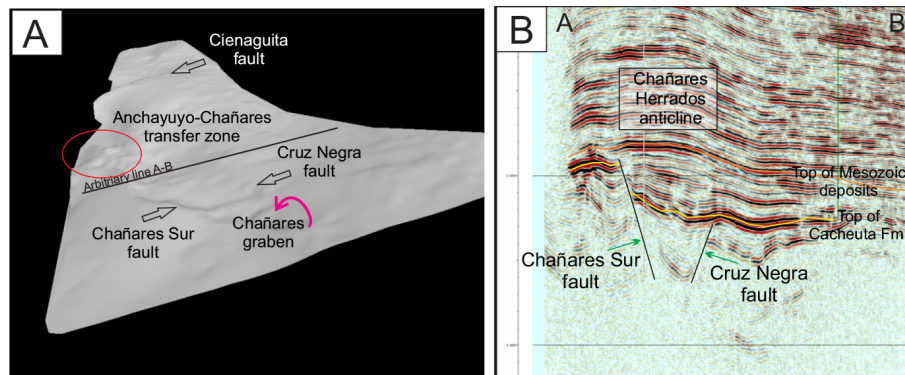 A
Cienaguita
fault
Anchayuyo-Chañares
transfer zone
Arbitriary line A-B
Cruz Negra
fault
Chañares Sur
fault
Chañares
graben
B
A
B
Chañares
Herrados
anticline
Top of Mesozoic
deposits
Top of
Cacheuta Fm
Chañares Sur
fault
Cruz Negra
fault